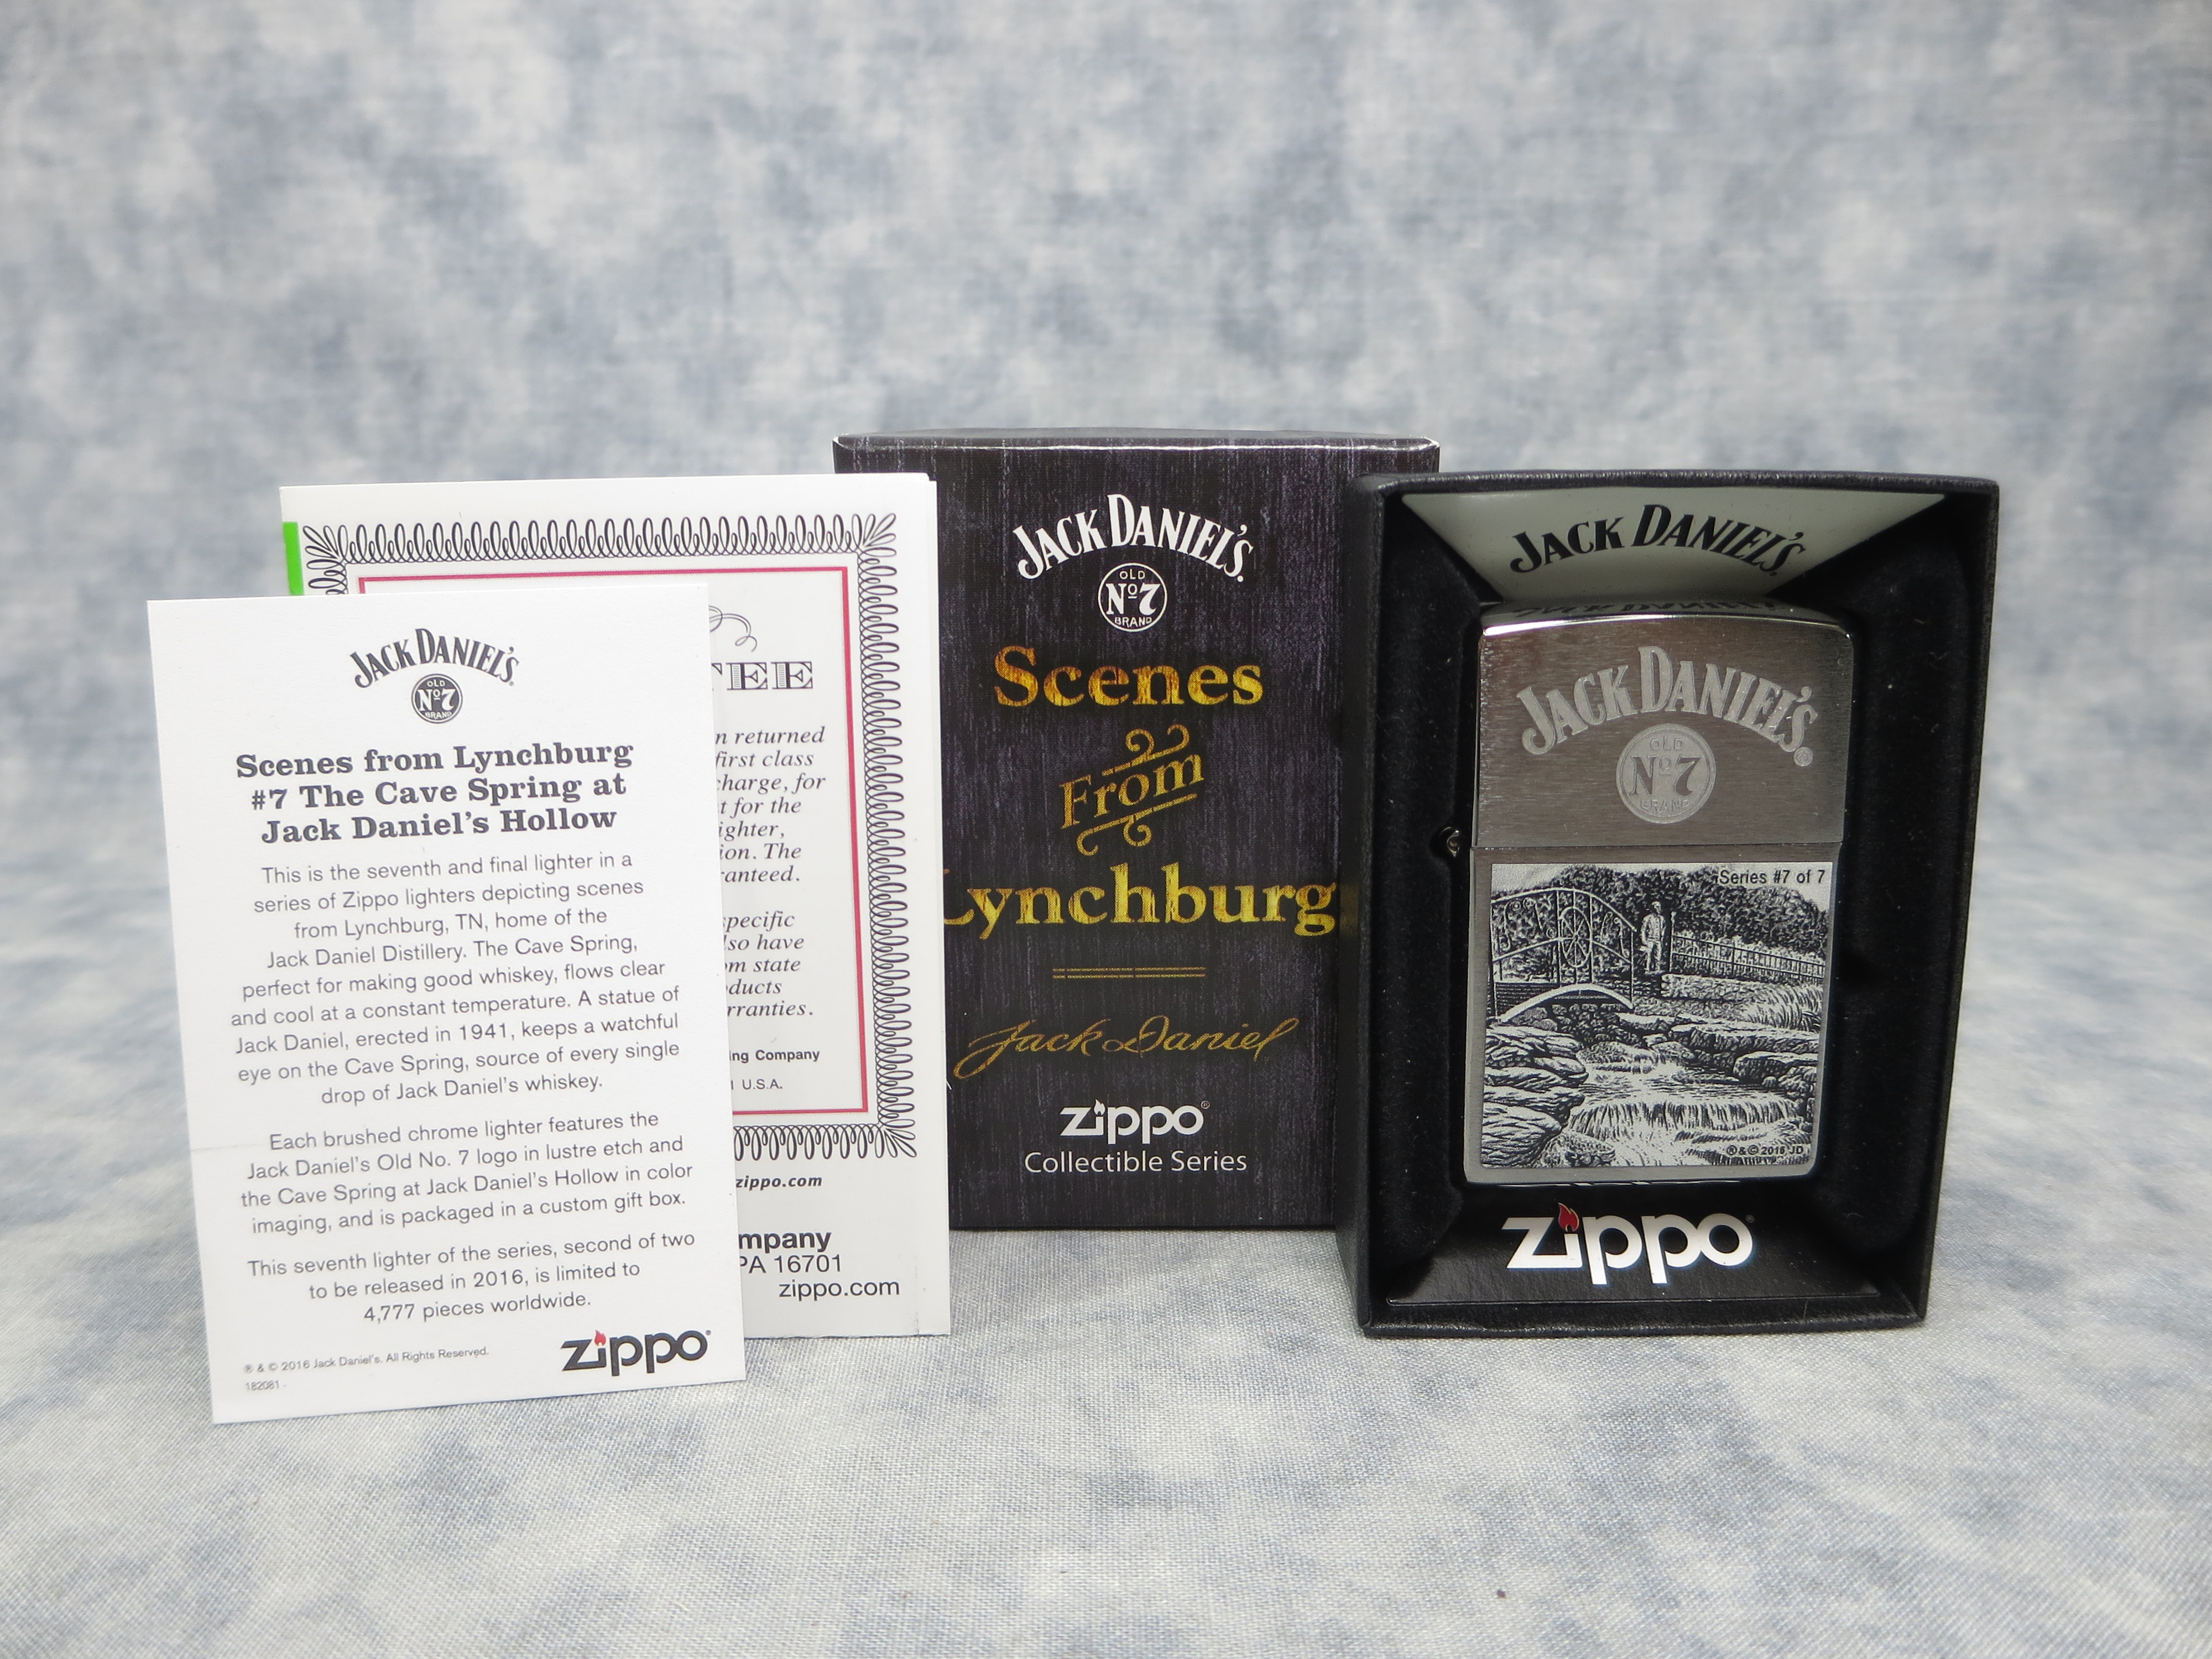 JACK DANIEL'S
OLD
Nº7
BRAND
Scenes from Lynchburg
#7 The Cave Spring at
Jack Daniel's Hollow
This is the seventh and final lighter in a
series of Zippo lighters depicting scenes
from Lynchburg, TN, home of the
Jack Daniel Distillery. The Cave Spring,
perfect for making good whiskey, flows clear
and cool at a constant temperature. A statue of
Jack Daniel, erected in 1941, keeps a watchful
eye on the Cave Spring, source of every single
drop of Jack Daniel's whiskey.
Each brushed chrome lighter features the
Jack Daniel's Old No. 7 logo in lustre etch and
the Cave Spring at Jack Daniel's Hollow in color
imaging, and is packaged in a custom gift box.
This seventh lighter of the series, second of two
to be released in 2016, is limited to
4,777 pieces worldwide.
® & © 2016 Jack Daniel's. All Rights Reserved.
182081
zippo
TEE
n returned
first class
harge, for
t for the
ighter,
ion. The
ranteed.
specific
lso have
m state
ducts
rranties.
ing Company
U.S.A.
zippo.com
mpany
PA 16701
zippo.com
JACK DANIEL'S
OLD
Nº7
BRAND
Scenes
From
Lynchburg
Jack Daniel
zippo®
Collectible Series
JACK DANIEL'S
JACK DANIEL'S®
OLD
Nº7
BRAND
Series #7 of 7
®&© 2016 JD
zippo